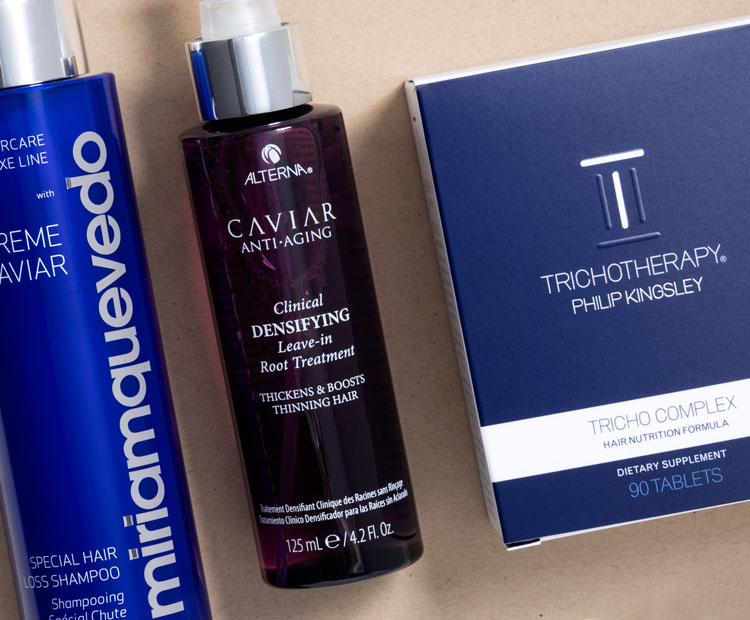 with
miriamquevedo
SPECIAL HAIR
LOSS SHAMPOO
Shampooing
Spécial Chute
ALTERNA®
CAVIAR
ANTI·AGING
Clinical
DENSIFYING
Leave-in
Root Treatment
THICKENS & BOOSTS
THINNING HAIR
Traitement Densifiant Clinique des Racines sans Rinçage
Tratamiento Clínico Densificador para las Raíces sin Aclarado
125 mL e/4.2 Fl. Oz.
TRICHOTHERAPY®
PHILIP KINGSLEY
TRICHO COMPLEX
HAIR NUTRITION FORMULA
DIETARY SUPPLEMENT
90 TABLETS